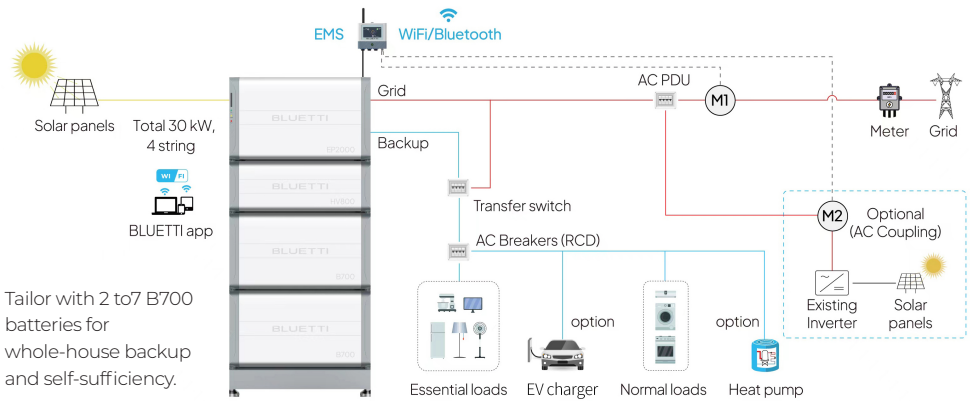 EMS
WiFi/Bluetooth
AC PDU
Grid
M1
Solar panels
Total 30 kW,
4 string
BLUETTI
EP2000
Meter
Grid
Backup
WI FI
BLUETTI
HV800
BLUETTI app
Transfer switch
M2
Optional
(AC Coupling)
AC Breakers (RCD)
BLUETTI
B700
Existing
Inverter
Solar
panels
Tailor with 2 to7 B700
batteries for
whole-house backup
and self-sufficiency.
option
option
BLUETTI
B700
Essential loads
EV charger
Normal loads
Heat pump